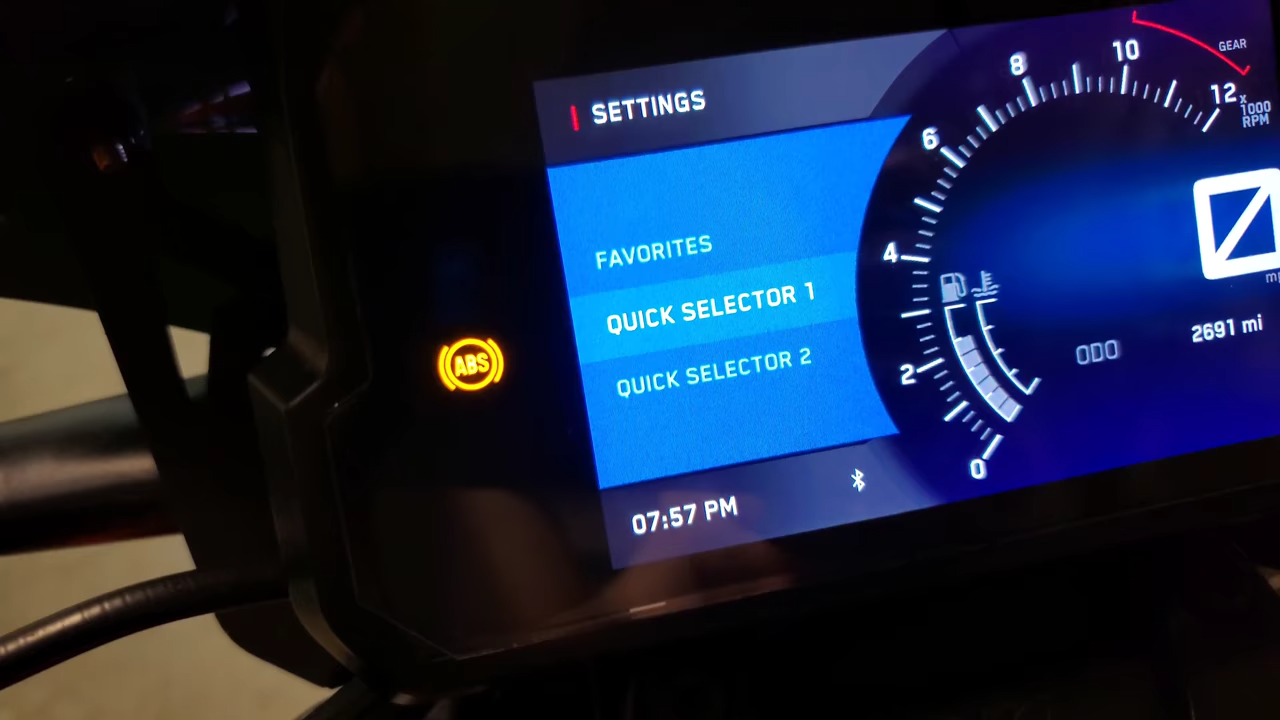 SETTINGS
FAVORITES
QUICK SELECTOR 1
QUICK SELECTOR 2
07:57 PM
ABS
0
2
4
6
8
10
12
x
1000
RPM
GEAR
0
ODO
2691 mi